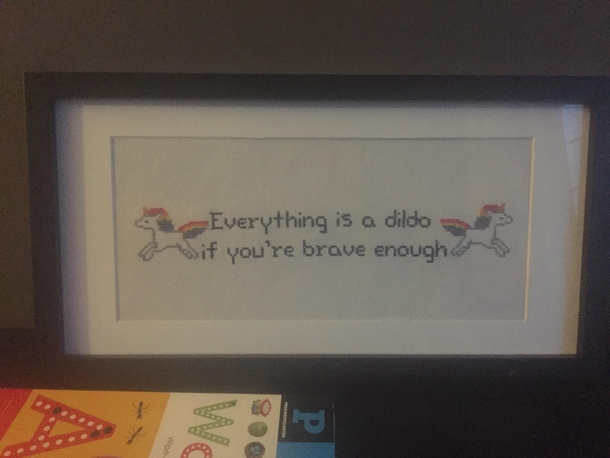 Everything is a dildo
if you're brave enough
A
P